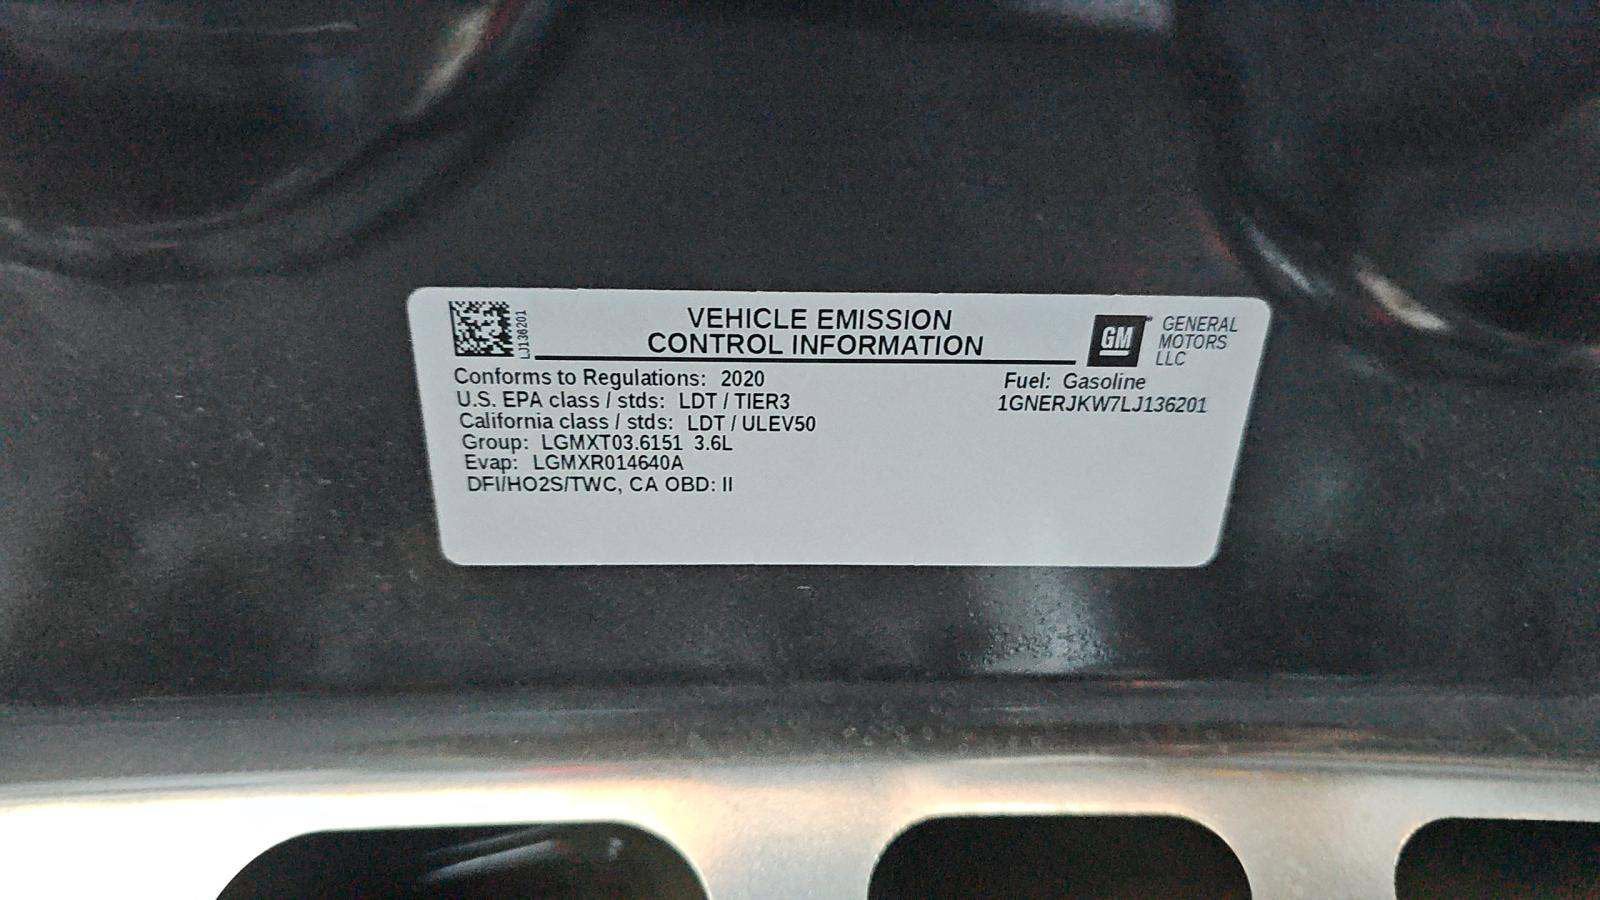 LJ136201
VEHICLE EMISSION
CONTROL INFORMATION
GM
GENERAL
MOTORS
LLC
Conforms to Regulations: 2020
U.S. EPA class / stds: LDT / TIER3
California class / stds: LDT / ULEV50
Group: LGMXT03.6151 3.6L
Evap: LGMXR014640A
DFI/HO2S/TWC, CA OBD: II
Fuel: Gasoline
1GNERJKW7LJ136201